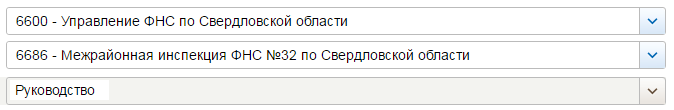 6600 - Управление ФНС по Свердловской области
6686 - Межрайонная инспекция ФНС №32 по Свердловской области
Руководство